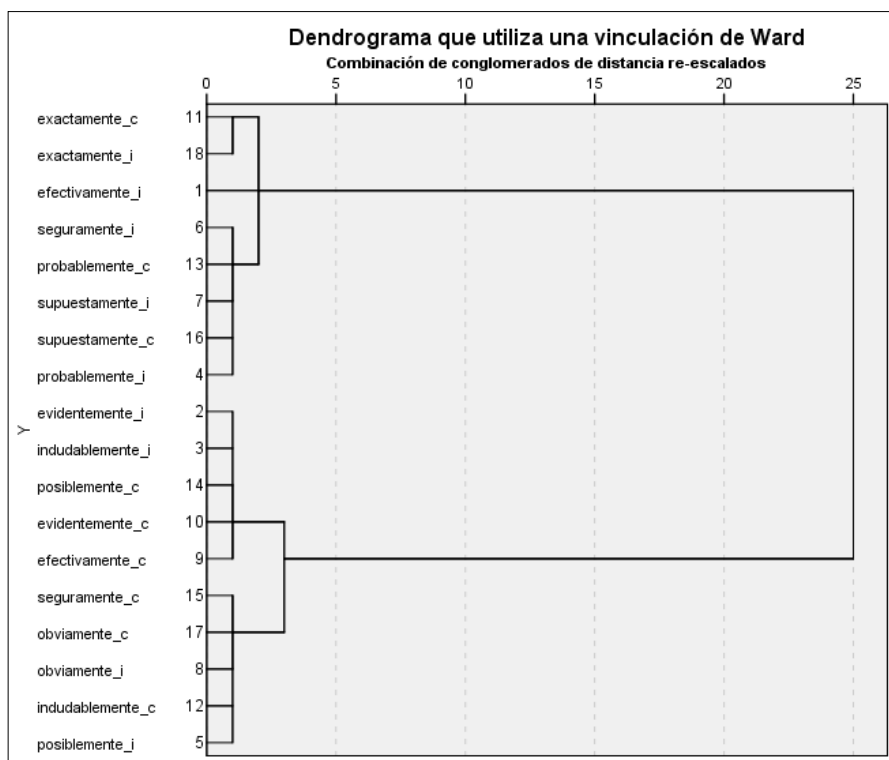 Dendrograma que utiliza una vinculación de Ward
Combinación de conglomerados de distancia re-escalados
0 5 10 15 20 25
exactamente_c 11
exactamente_i 18
efectivamente_i 1
seguramente_i 6
probablemente_c 13
supuestamente_i 7
supuestamente_c 16
probablemente_i 4
evidentemente_i 2
Y
indudablemente_i 3
posiblemente_c 14
evidentemente_c 10
efectivamente_c 9
seguramente_c 15
obviamente_c 17
obviamente_i 8
indudablemente_c 12
posiblemente_i 5